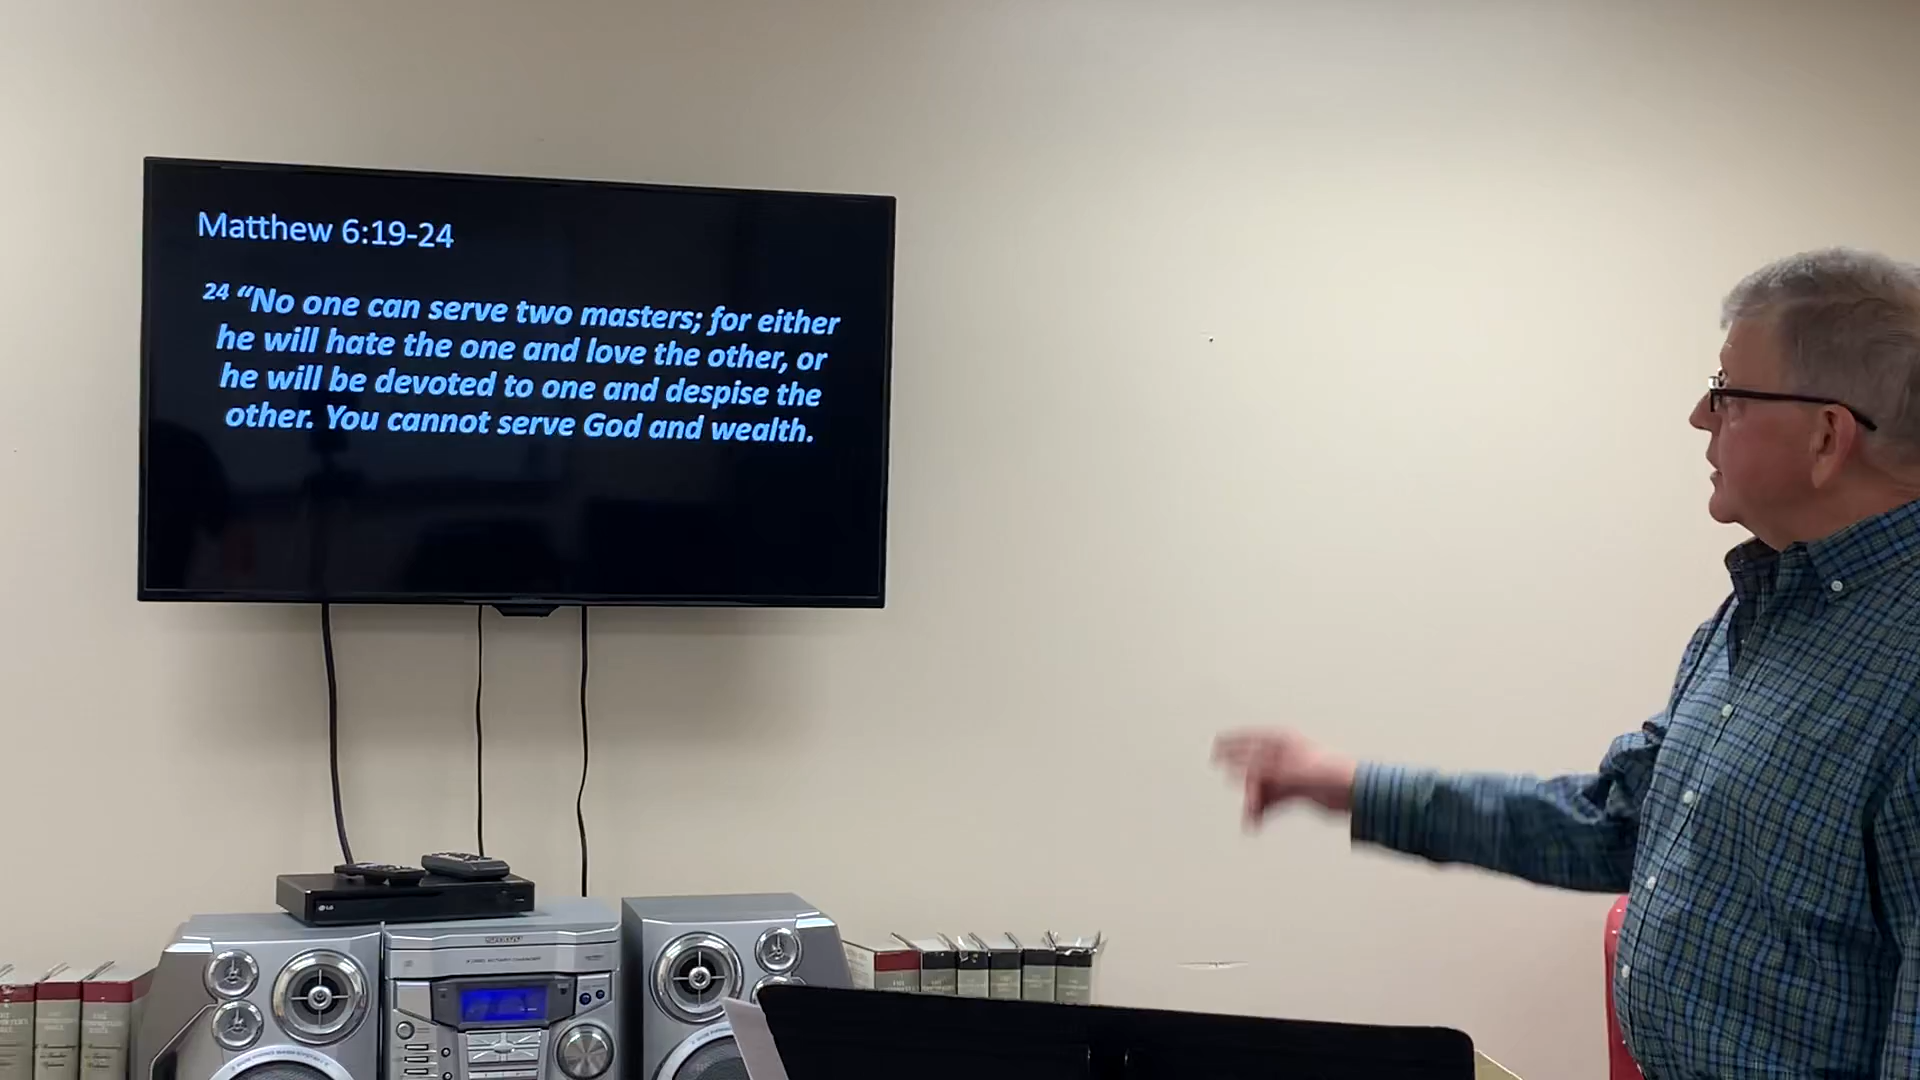 Matthew 6:19-24
24 “No one can serve two masters; for either
he will hate the one and love the other, or
he will be devoted to one and despise the
other. You cannot serve God and wealth.
LG